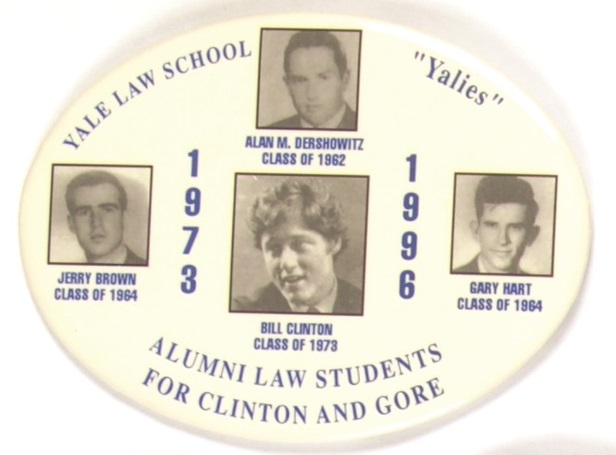 YALE LAW SCHOOL
"Yalies"
ALAN M. DERSHOWITZ
CLASS OF 1962
1973
1996
JERRY BROWN
CLASS OF 1964
GARY HART
CLASS OF 1964
BILL CLINTON
CLASS OF 1973
ALUMNI LAW STUDENTS
FOR CLINTON AND GORE